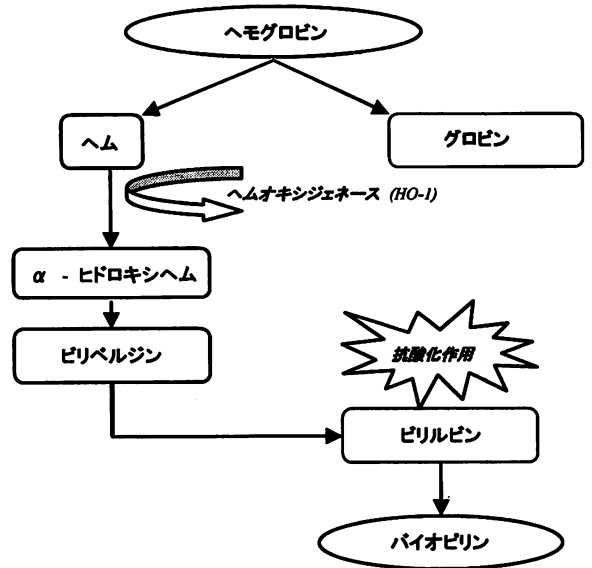 ヘモグロビン
ヘム
グロビン
ヘムオキシジェネース (HO-1)
α - ヒドロキシヘム
ビリベルジン
抗酸化作用
ビリルビン
バイオピリン